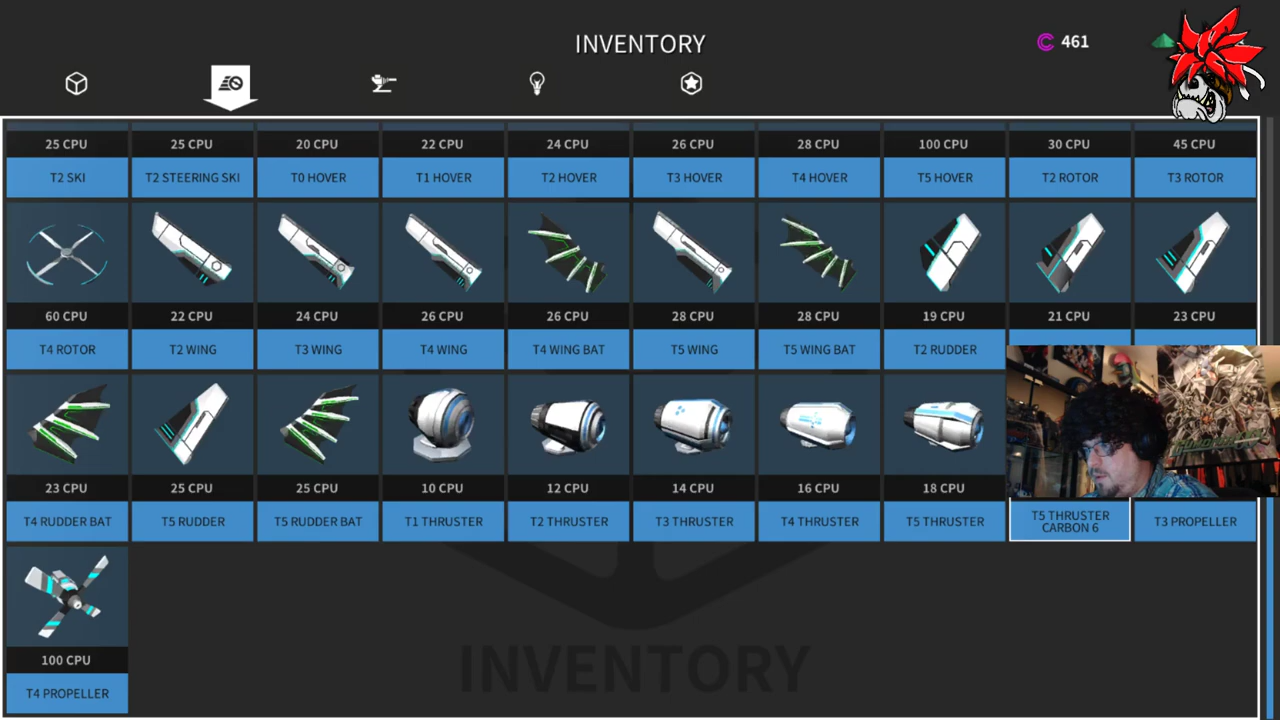 INVENTORY
461
25 CPU 25 CPU 20 CPU 22 CPU 24 CPU 26 CPU 28 CPU 100 CPU 30 CPU 45 CPU
T2 SKI T2 STEERING SKI T0 HOVER T1 HOVER T2 HOVER T3 HOVER T4 HOVER T5 HOVER T2 ROTOR T3 ROTOR
60 CPU 22 CPU 24 CPU 26 CPU 26 CPU 28 CPU 28 CPU 19 CPU 21 CPU 23 CPU
T4 ROTOR T2 WING T3 WING T4 WING T4 WING BAT T5 WING T5 WING BAT T2 RUDDER
23 CPU 25 CPU 25 CPU 10 CPU 12 CPU 14 CPU 16 CPU 18 CPU
T4 RUDDER BAT T5 RUDDER T5 RUDDER BAT T1 THRUSTER T2 THRUSTER T3 THRUSTER T4 THRUSTER T5 THRUSTER T5 THRUSTER CARBON 6 T3 PROPELLER
100 CPU
T4 PROPELLER
INVENTORY